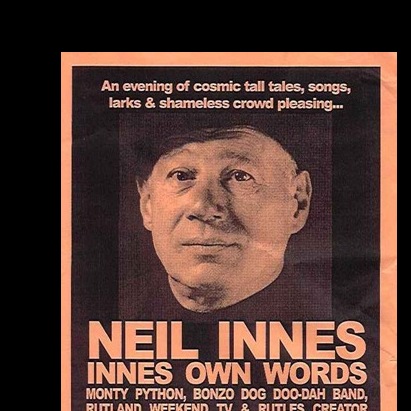 An evening of cosmic tall tales, songs,
larks & shameless crowd pleasing...
NEIL INNES
INNES OWN WORDS
MONTY PYTHON, BONZO DOG DOO-DAH BAND,
RUTLAND WEEKEND TV & RUTLES CREATOR